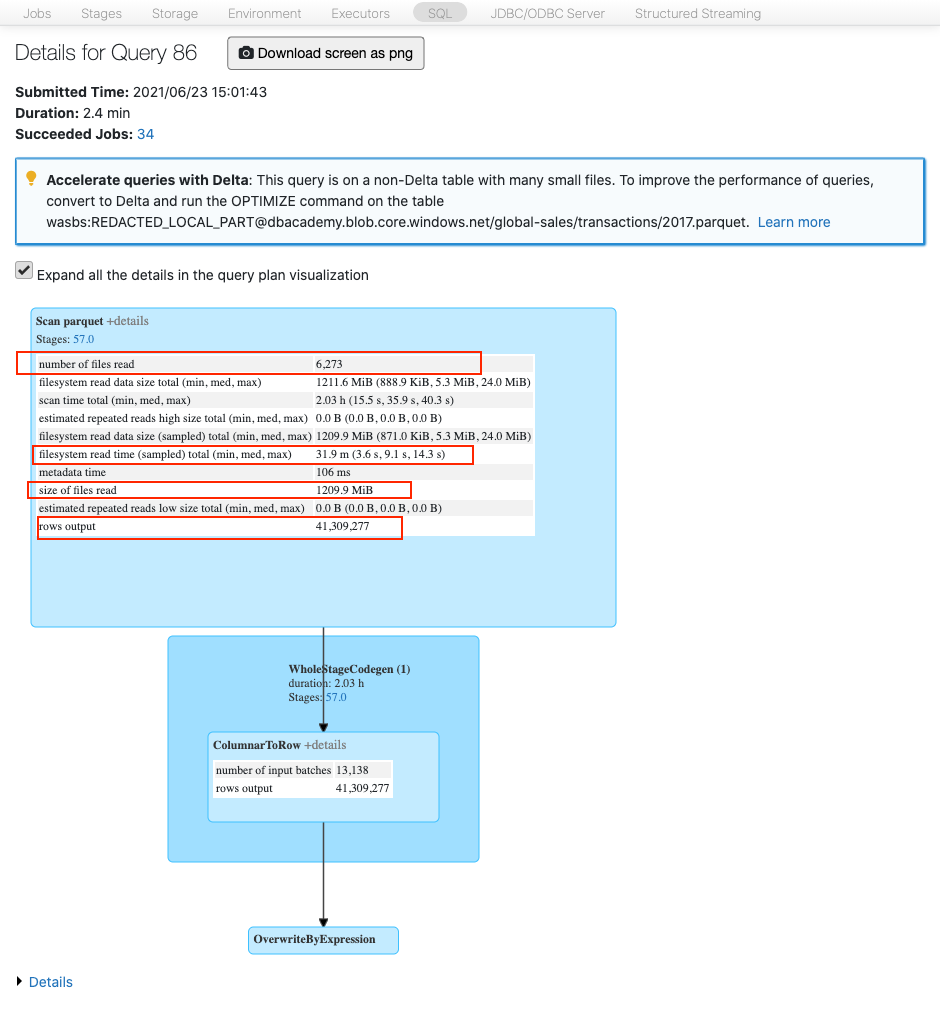 Jobs Stages Storage Environment Executors SQL JDBC/ODBC Server Structured Streaming
Details for Query 86
Download screen as png
Submitted Time: 2021/06/23 15:01:43
Duration: 2.4 min
Succeeded Jobs: 34
Accelerate queries with Delta: This query is on a non-Delta table with many small files. To improve the performance of queries,
convert to Delta and run the OPTIMIZE command on the table
wasbs:REDACTED_LOCAL_PART@dbacademy.blob.core.windows.net/global-sales/transactions/2017.parquet. Learn more
Expand all the details in the query plan visualization
Scan parquet +details
Stages: 57.0
number of files read 6,273
filesystem read data size total (min, med, max) 1211.6 MiB (888.9 KiB, 5.3 MiB, 24.0 MiB)
scan time total (min, med, max) 2.03 h (15.5 s, 35.9 s, 40.3 s)
estimated repeated reads high size total (min, med, max) 0.0 B (0.0 B, 0.0 B, 0.0 B)
filesystem read data size (sampled) total (min, med, max) 1209.9 MiB (871.0 KiB, 5.3 MiB, 24.0 MiB)
filesystem read time (sampled) total (min, med, max) 31.9 m (3.6 s, 9.1 s, 14.3 s)
metadata time 106 ms
size of files read 1209.9 MiB
estimated repeated reads low size total (min, med, max) 0.0 B (0.0 B, 0.0 B, 0.0 B)
rows output 41,309,277
WholeStageCodegen (1)
duration: 2.03 h
Stages: 57.0
ColumnarToRow +details
number of input batches 13,138
rows output 41,309,277
OverwriteByExpression
Details